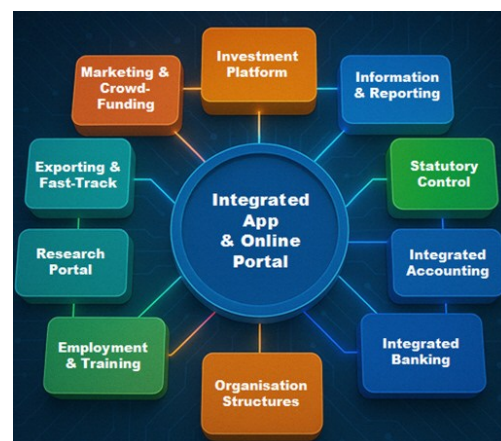 Investment
Platform
Marketing &
Crowd-
Funding
Information
& Reporting
Exporting &
Fast-Track
Statutory
Control
Integrated
App
& Online
Portal
Research
Portal
Integrated
Accounting
Employment
& Training
Integrated
Banking
Organisation
Structures